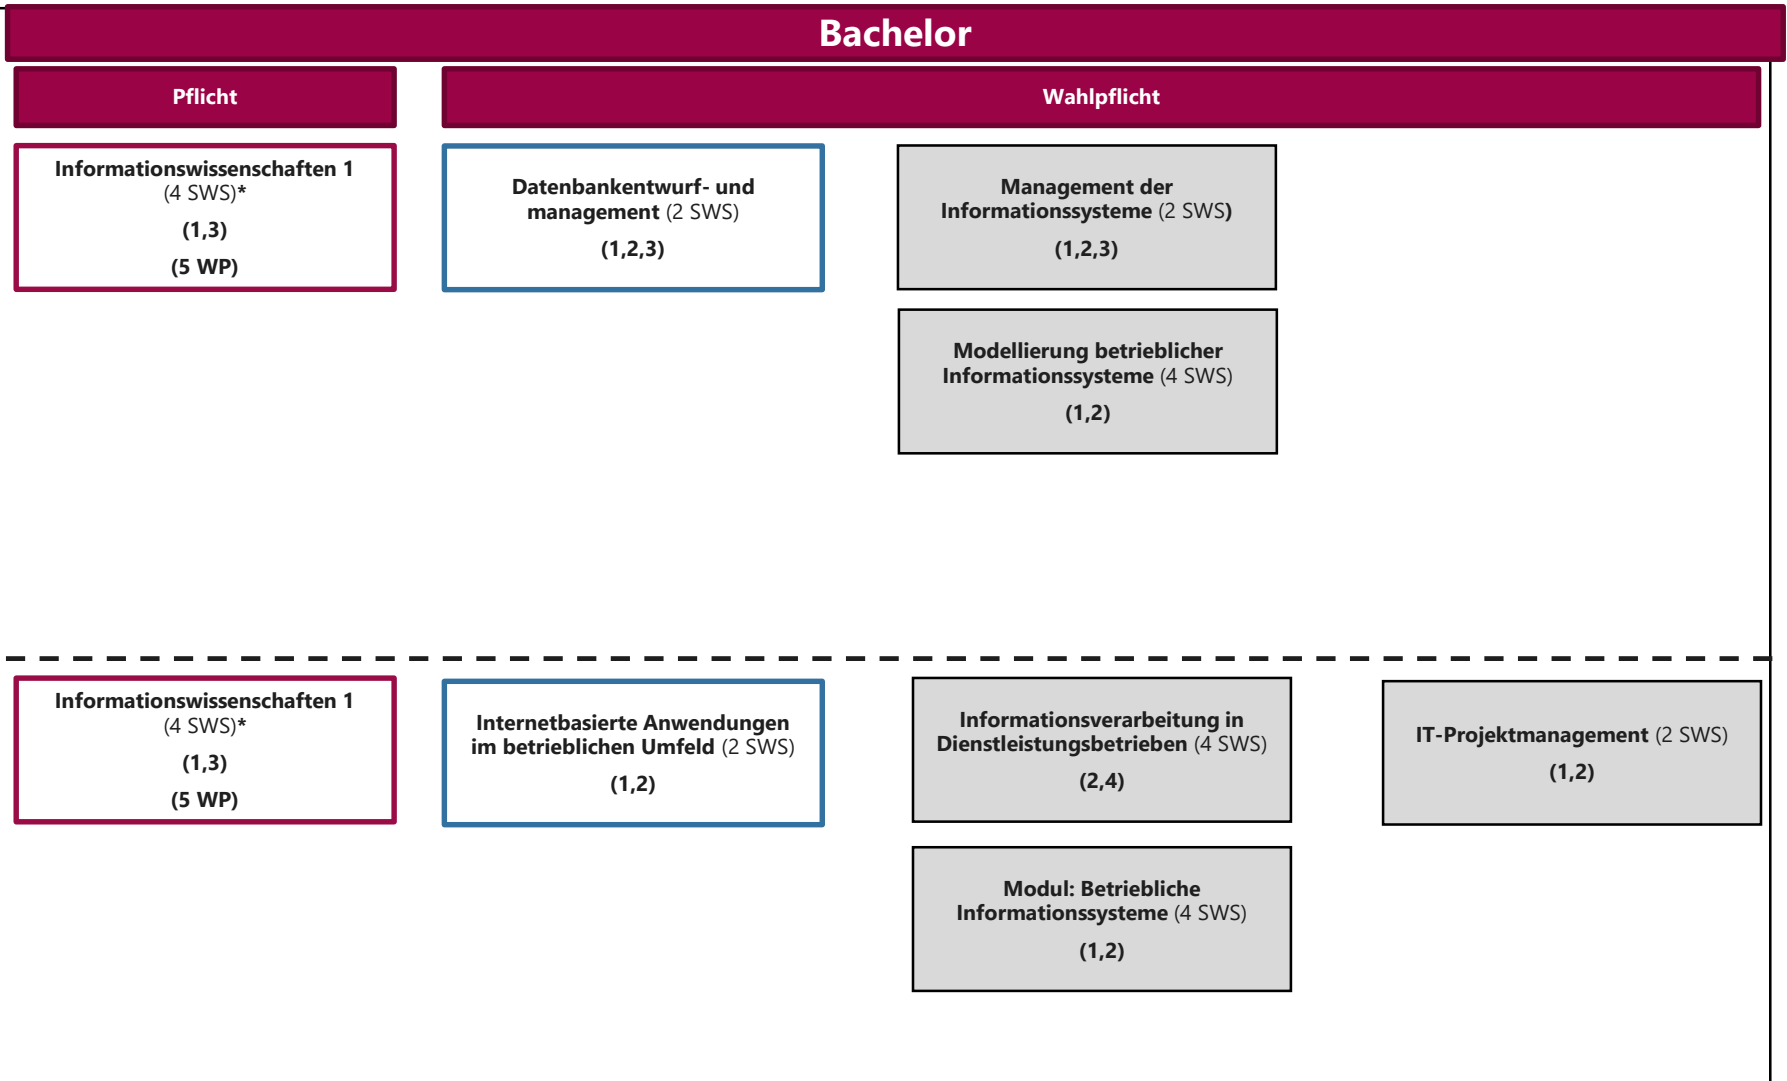 Bachelor
Pflicht
Wahlpflicht
Informationswissenschaften 1
(4 SWS)*
(1,3)
(5 WP)
Datenbankentwurf- und
management (2 SWS)
(1,2,3)
Management der
Informationssysteme (2 SWS)
(1,2,3)
Modellierung betrieblicher
Informationssysteme (4 SWS)
(1,2)
Informationswissenschaften 1
(4 SWS)*
(1,3)
(5 WP)
Internetbasierte Anwendungen
im betrieblichen Umfeld (2 SWS)
(1,2)
Informationsverarbeitung in
Dienstleistungsbetrieben (4 SWS)
(2,4)
IT-Projektmanagement (2 SWS)
(1,2)
Modul: Betriebliche
Informationssysteme (4 SWS)
(1,2)